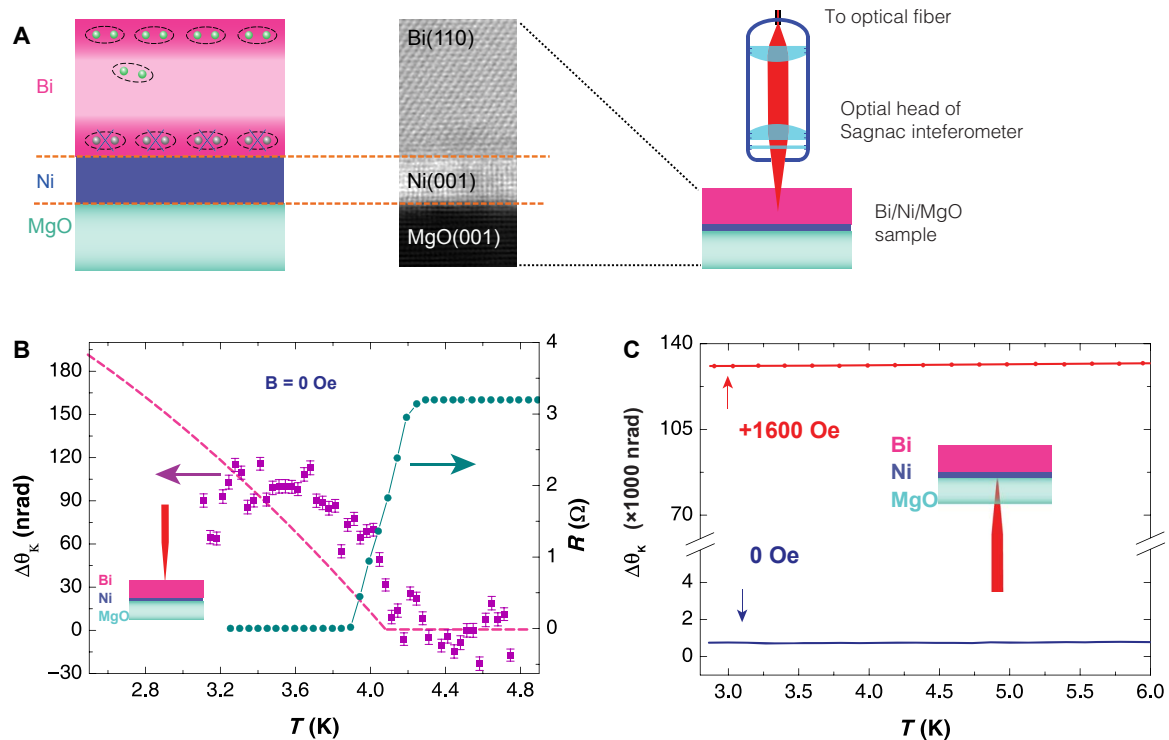 A
Bi
Ni
MgO
Bi(110)
Ni(001)
MgO(001)
To optical fiber
Optial head of
Sagnac inteferometer
Bi/Ni/MgO
sample
B
B = 0 Oe
180
150
120
90
60
30
0
−30
ΔθK (nrad)
4
3
2
1
0
R (Ω)
Bi
Ni
MgO
2.8
3.2
3.6
4.0
4.4
4.8
T (K)
C
140
105
70
4
2
0
ΔθK (×1000 nrad)
+1600 Oe
0 Oe
Bi
Ni
MgO
3.0
3.5
4.0
4.5
5.0
5.5
6.0
T (K)